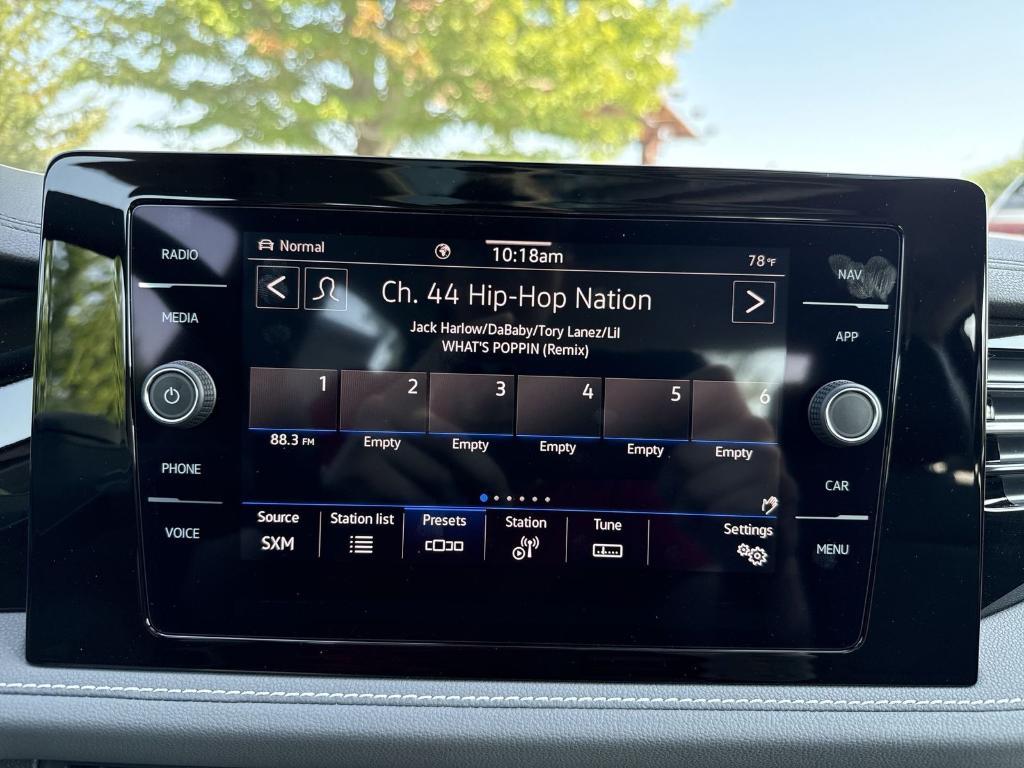 RADIO
MEDIA
PHONE
VOICE
Normal
10:18am
78°F
<
>
Ch. 44 Hip-Hop Nation
Jack Harlow/DaBaby/Tory Lanez/Lil
WHAT'S POPPIN (Remix)
1 2 3 4 5 6
88.3 FM Empty Empty Empty Empty Empty
Source Station list Presets Station Tune Settings
SXM
NAV
APP
CAR
MENU